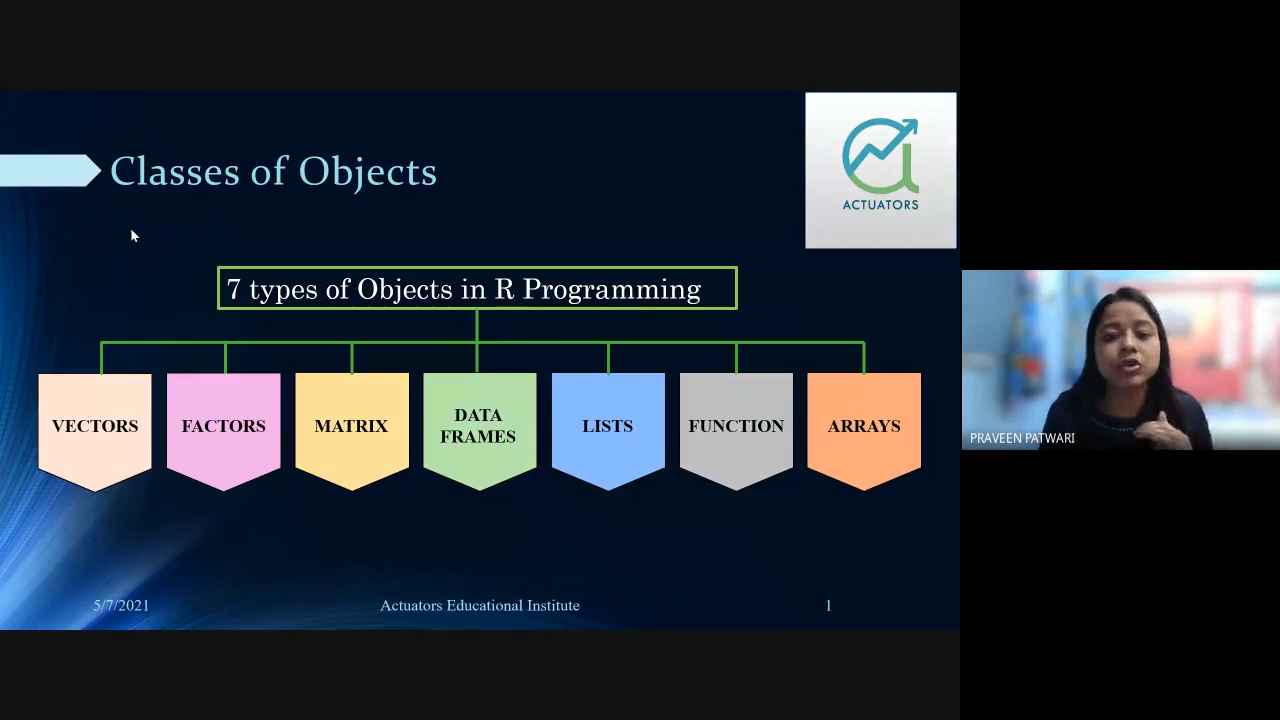 Classes of Objects
ACTUATORS
7 types of Objects in R Programming
VECTORS
FACTORS
MATRIX
DATA
FRAMES
LISTS
FUNCTION
ARRAYS
PRAVEEN PATWARI
5/7/2021
Actuators Educational Institute
1